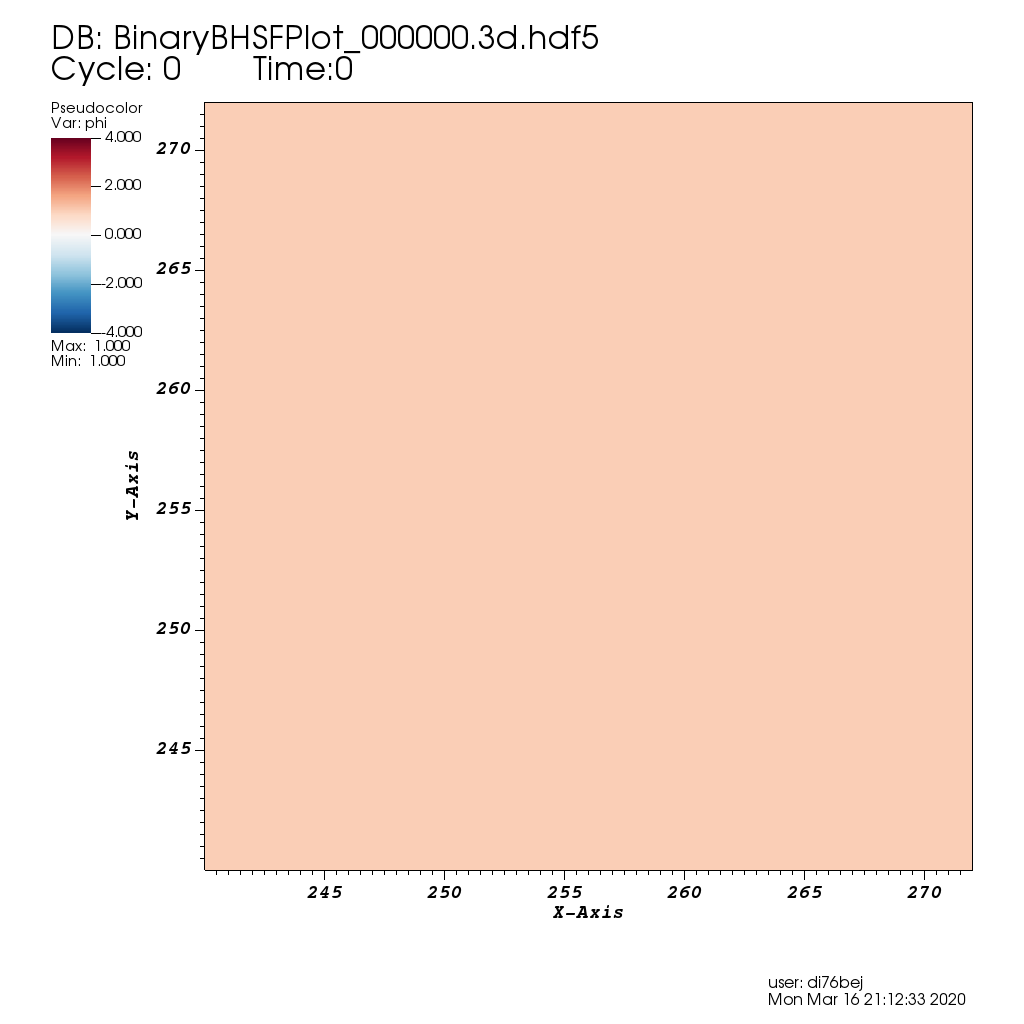 DB: BinaryBHSFPlot_000000.3d.hdf5
Cycle: 0 Time:0
Pseudocolor
Var: phi
4.000
2.000
0.000
-2.000
-4.000
Max: 1.000
Min: 1.000
270
265
260
255
250
245
Y-Axis
245 250 255 260 265 270
X-Axis
user: di76bej
Mon Mar 16 21:12:33 2020